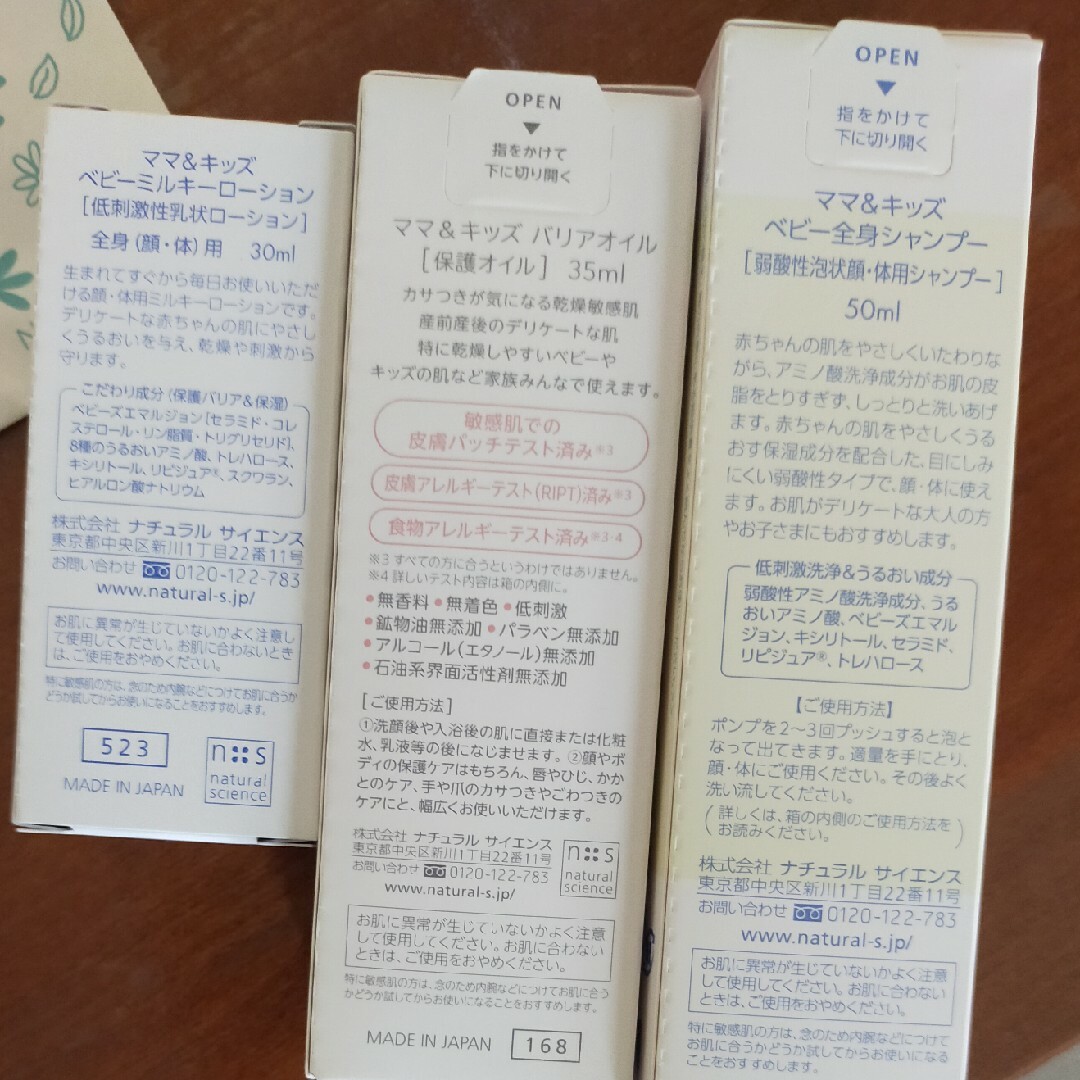 ママ&キッズ
ベビーミルキーローション
[低刺激性乳状ローション]
全身(顔・体)用 30ml
生まれてすぐから毎日お使いいただ
ける顔・体用ミルキーローションです。
デリケートな赤ちゃんの肌にやさし
くうるおいを与え、乾燥や刺激から
守ります。
こだわり成分(保護バリア&保湿)
ベビーズエマルジョン[セラミド・コレ
ステロール・リン脂質・トリグリセリド]、
8種のうるおいアミノ酸、トレハロース、
キシリトール、リピジュア®、スクワラン、
ヒアルロン酸ナトリウム
株式会社 ナチュラル サイエンス
東京都中央区新川1丁目22番11号
お問い合わせ 0120-122-783
www.natural-s.jp/
お肌に異常が生じていないかよく注意し
て使用してください。お肌に合わないとき
は、ご使用をおやめください。
特に敏感肌の方は、念のため内腕などにつけてお肌に合うか
どうか試してからお使いになることをおすすめします。
523
MADE IN JAPAN
n s
natural
science
OPEN
指をかけて
下に切り開く
ママ&キッズ バリアオイル
[保護オイル] 35ml
カサつきが気になる乾燥敏感肌
産前産後のデリケートな肌
特に乾燥しやすいベビーや
キッズの肌など家族みんなで使えます。
敏感肌での
皮膚パッチテスト済み※3
皮膚アレルギーテスト(RIPT)済み※3
食物アレルギーテスト済み※3・4
※3 すべての方に合うというわけではありません。
※4 詳しいテスト内容は箱の内側に。
●無香料●無着色●低刺激
●鉱物油無添加●パラベン無添加
●アルコール(エタノール)無添加
●石油系界面活性剤無添加
[ご使用方法]
①洗顔後や入浴後の肌に直接または化粧
水、乳液等の後になじませます。②顔やボ
ディの保護ケアはもちろん、唇やひじ、かか
とのケア、手や爪のカサつきやごわつきの
ケアにと、幅広くお使いいただけます。
株式会社 ナチュラル サイエンス
東京都中央区新川1丁目22番11号
お問い合わせ 0120-122-783
www.natural-s.jp/
n s
natural
science
お肌に異常が生じていないかよく注意
して使用してください。お肌に合わない
ときは、ご使用をおやめください。
特に敏感肌の方は、念のため内腕などにつけてお肌に合う
かどうか試してからお使いになることをおすすめします。
MADE IN JAPAN 168
OPEN
指をかけて
下に切り開く
ママ&キッズ
ベビー全身シャンプー
[弱酸性泡状顔・体用シャンプー]
50ml
赤ちゃんの肌をやさしくいたわりな
がら、アミノ酸洗浄成分がお肌の皮
脂をとりすぎず、しっとりと洗いあげ
ます。赤ちゃんの肌をやさしくうる
おす保湿成分を配合した、目にしみ
にくい弱酸性タイプで、顔・体に使え
ます。お肌がデリケートな大人の方
やお子さまにもおすすめします。
低刺激洗浄&うるおい成分
弱酸性アミノ酸洗浄成分、うる
おいアミノ酸、ベビーズエマル
ジョン、キシリトール、セラミド、
リピジュア®、トレハロース
【ご使用方法】
ポンプを2〜3回プッシュすると泡と
なって出てきます。適量を手にとり、
顔・体にご使用ください。その後よく
洗い流してください。
(詳しくは、箱の内側のご使用方法を
お読みください。)
株式会社 ナチュラル サイエンス
東京都中央区新川1丁目22番11号
お問い合わせ 0120-122-783
www.natural-s.jp/
お肌に異常が生じていないかよく注意
して使用してください。お肌に合わない
ときは、ご使用をおやめください。
特に敏感肌の方は、念のため内腕などにつけて
お肌に合うかどうか試してからお使いになる
ことをおすすめします。